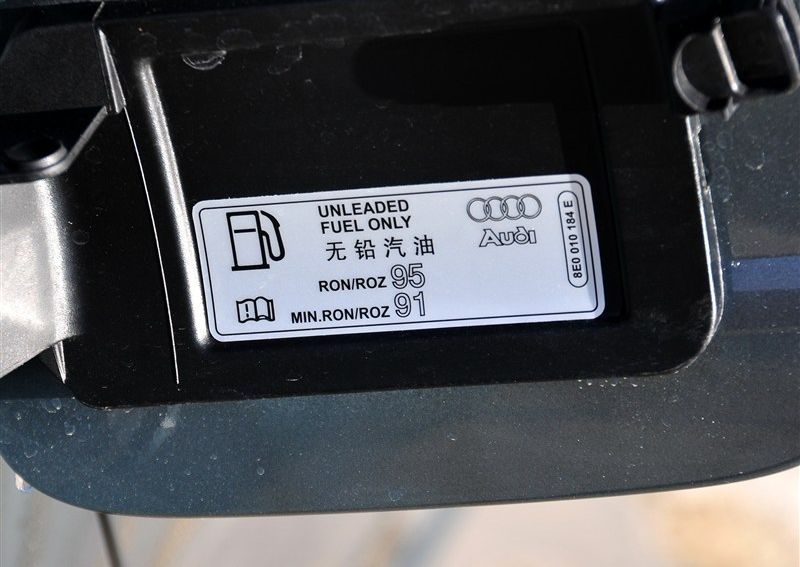 UNLEADED
FUEL ONLY
无铅汽油
RON/ROZ 95
MIN.RON/ROZ 91
Audi
8E0 010 184 E